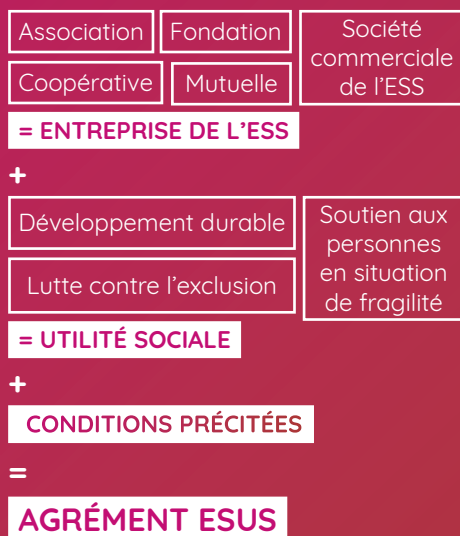 Association
Fondation
Société
commerciale
de l’ESS
Coopérative
Mutuelle
= ENTREPRISE DE L’ESS
+
Développement durable
Lutte contre l’exclusion
Soutien aux
personnes
en situation
de fragilité
= UTILITÉ SOCIALE
+
CONDITIONS PRÉCITÉES
=
AGRÉMENT ESUS